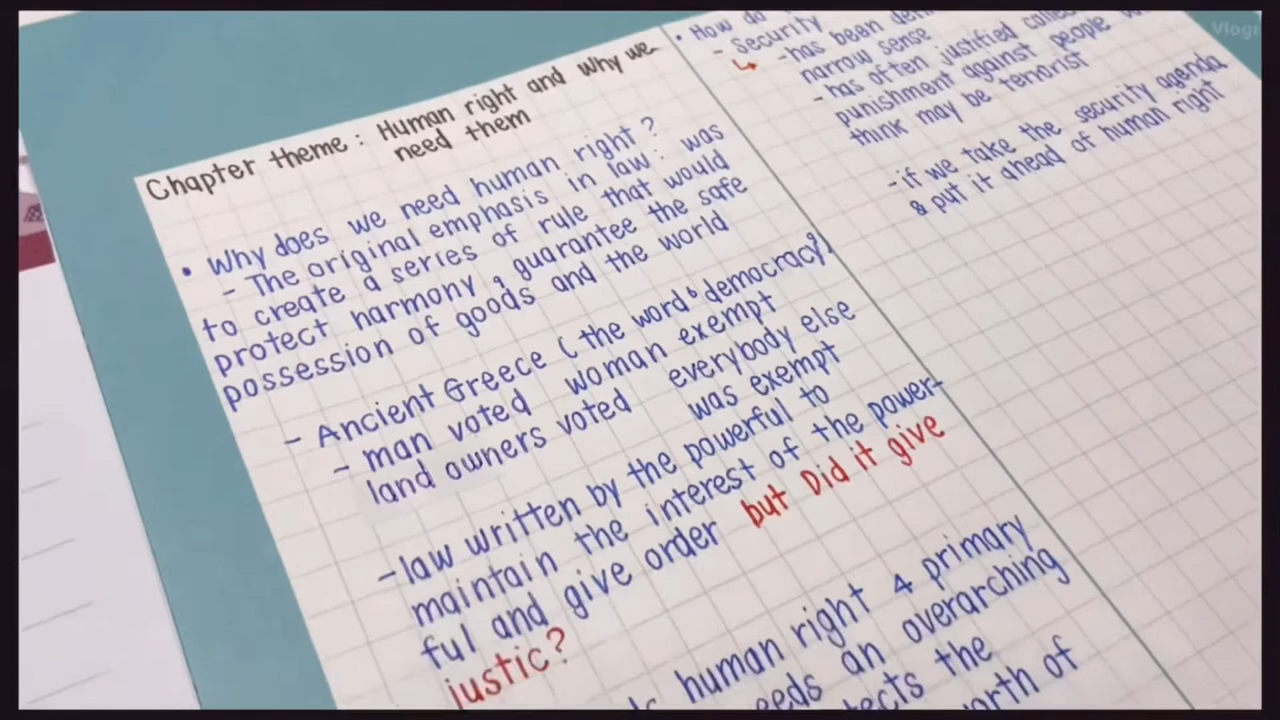 Chapter theme : Human right and why we
need them
• Why does we need human right ?
- The original emphasis in law : was
to create a series of rule that would
protect harmony, guarantee the safe
possession of goods and the world
- Ancient Greece ( the word "democracy")
- man voted woman exempt
land owners voted everybody else
was exempt
- law written by the powerful to
maintain the interest of the power-
ful and give order but Did it give
justic?
human right 4 primary
needs an overarching
the
worth of
• How do
- Security
↳ - has been
narrow sense
- has often justified
punishment against people
think may be terrorist
- if we take the security agenda
& put it ahead of human right
Vlogr